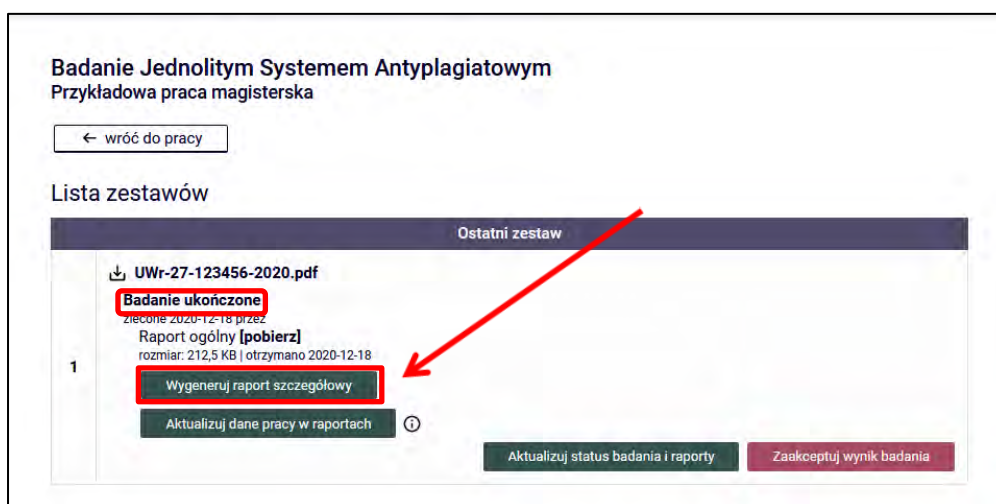 Badanie Jednolitym Systemem Antyplagiatowym
Przykładowa praca magisterska
← wróć do pracy
Lista zestawów
Ostatni zestaw
UWr-27-123456-2020.pdf
Badanie ukończone
zlecone 2020-12-18 przez
Raport ogólny [pobierz]
rozmiar: 212,5 KB | otrzymano 2020-12-18
1
Wygeneruj raport szczegółowy
Aktualizuj dane pracy w raportach
Aktualizuj status badania i raporty Zaakceptuj wynik badania